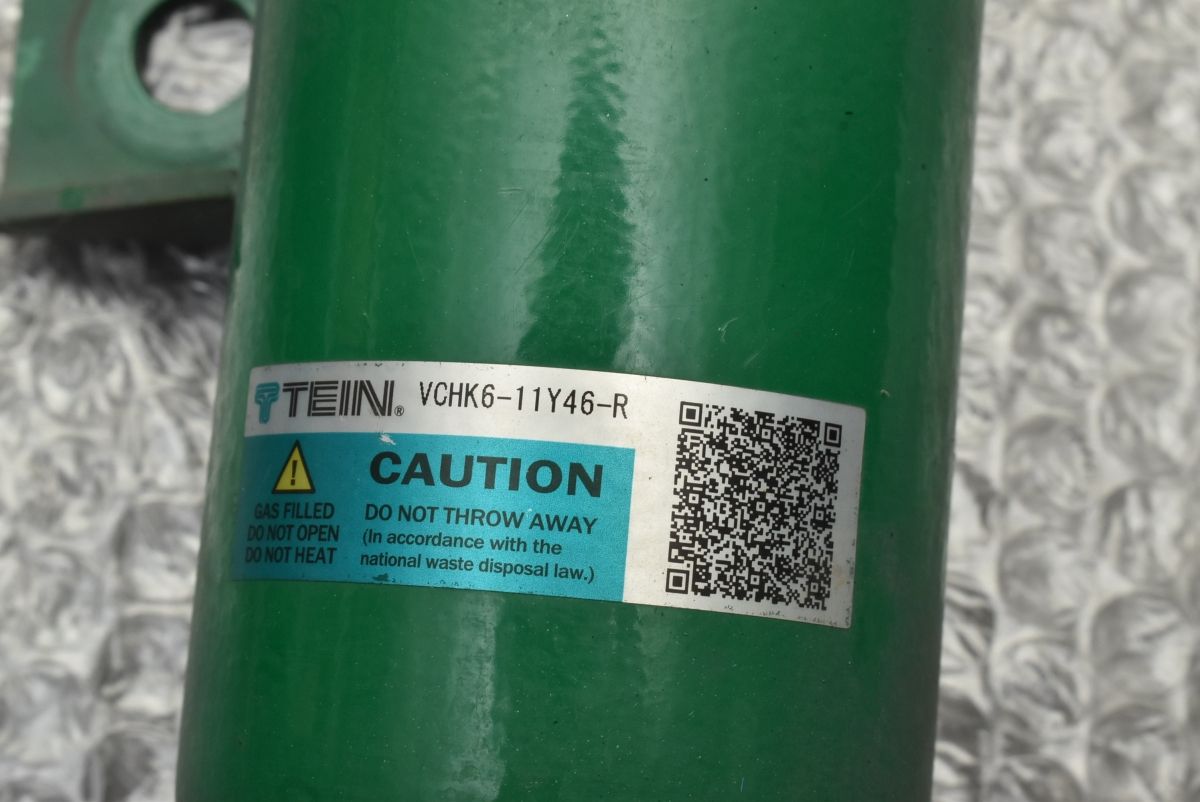 TEIN® VCHK6-11Y46-R
CAUTION
GAS FILLED
DO NOT OPEN
DO NOT HEAT
DO NOT THROW AWAY
(In accordance with the
national waste disposal law.)